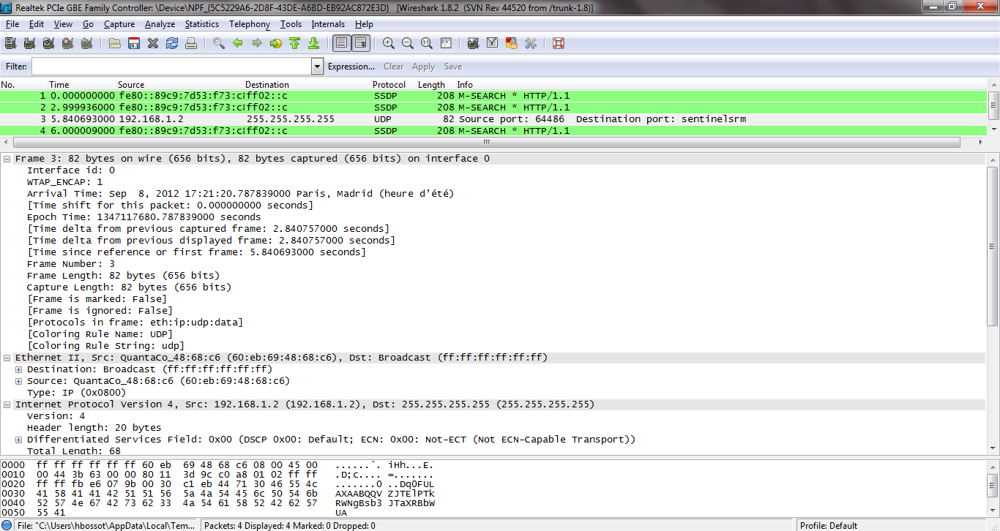 Realtek PCIe GBE Family Controller: \Device\NPF_{5C5229A6-2D8F-43DE-A6BD-EB92AC872E3D} [Wireshark 1.8.2 (SVN Rev 44520 from /trunk-1.8)]
File Edit View Go Capture Analyze Statistics Telephony Tools Internals Help
Filter: Expression... Clear Apply Save
No. Time Source Destination Protocol Length Info
1 0.000000000 fe80::89c9:7d53:f73:c8 ff02::c SSDP 208 M-SEARCH * HTTP/1.1
2 2.999936000 fe80::89c9:7d53:f73:c8 ff02::c SSDP 208 M-SEARCH * HTTP/1.1
3 5.840693000 192.168.1.2 255.255.255.255 UDP 82 Source port: 64486 Destination port: sentinelsrm
4 6.000009000 fe80::89c9:7d53:f73:c8 ff02::c SSDP 208 M-SEARCH * HTTP/1.1
Frame 3: 82 bytes on wire (656 bits), 82 bytes captured (656 bits) on interface 0
Interface id: 0
WTAP_ENCAP: 1
Arrival Time: Sep 8, 2012 17:21:20.787839000 Paris, Madrid (heure d’été)
[Time shift for this packet: 0.000000000 seconds]
Epoch Time: 1347117680.787839000 seconds
[Time delta from previous captured frame: 2.840757000 seconds]
[Time delta from previous displayed frame: 2.840757000 seconds]
[Time since reference or first frame: 5.840693000 seconds]
Frame Number: 3
Frame Length: 82 bytes (656 bits)
Capture Length: 82 bytes (656 bits)
[Frame is marked: False]
[Frame is ignored: False]
[Protocols in frame: eth:ip:udp:data]
[Coloring Rule Name: UDP]
[Coloring Rule String: udp]
Ethernet II, Src: QuantaCo_48:68:c6 (60:eb:69:48:68:c6), Dst: Broadcast (ff:ff:ff:ff:ff:ff)
Destination: Broadcast (ff:ff:ff:ff:ff:ff)
Source: QuantaCo_48:68:c6 (60:eb:69:48:68:c6)
Type: IP (0x0800)
Internet Protocol Version 4, Src: 192.168.1.2 (192.168.1.2), Dst: 255.255.255.255 (255.255.255.255)
Version: 4
Header length: 20 bytes
Differentiated Services Field: 0x00 (DSCP 0x00: Default; ECN: 0x00: Not-ECT (Not ECN-Capable Transport))
Total Length: 68
0000 ff ff ff ff ff ff 60 eb 69 48 68 c6 08 00 45 00 ......`. iHh...E.
0010 00 44 3b 63 00 00 80 11 3d 9c c0 a8 01 02 ff ff .D;c.... =.......
0020 ff ff fb e6 07 9b 00 30 c1 eb 44 71 30 46 55 4c .......0 ..Dq0FUL
0030 41 58 41 41 42 51 51 56 5a 4a 54 45 6c 50 54 6b AXAABQQV ZJTElPTk
0040 52 57 4e 67 42 73 62 33 4a 54 61 58 52 42 62 57 RWNgBsb3 JTaXRBbW
0050 55 41 UA
File: "C:\Users\hbossot\AppData\Local\Tem... Packets: 4 Displayed: 4 Marked: 0 Dropped: 0 Profile: Default